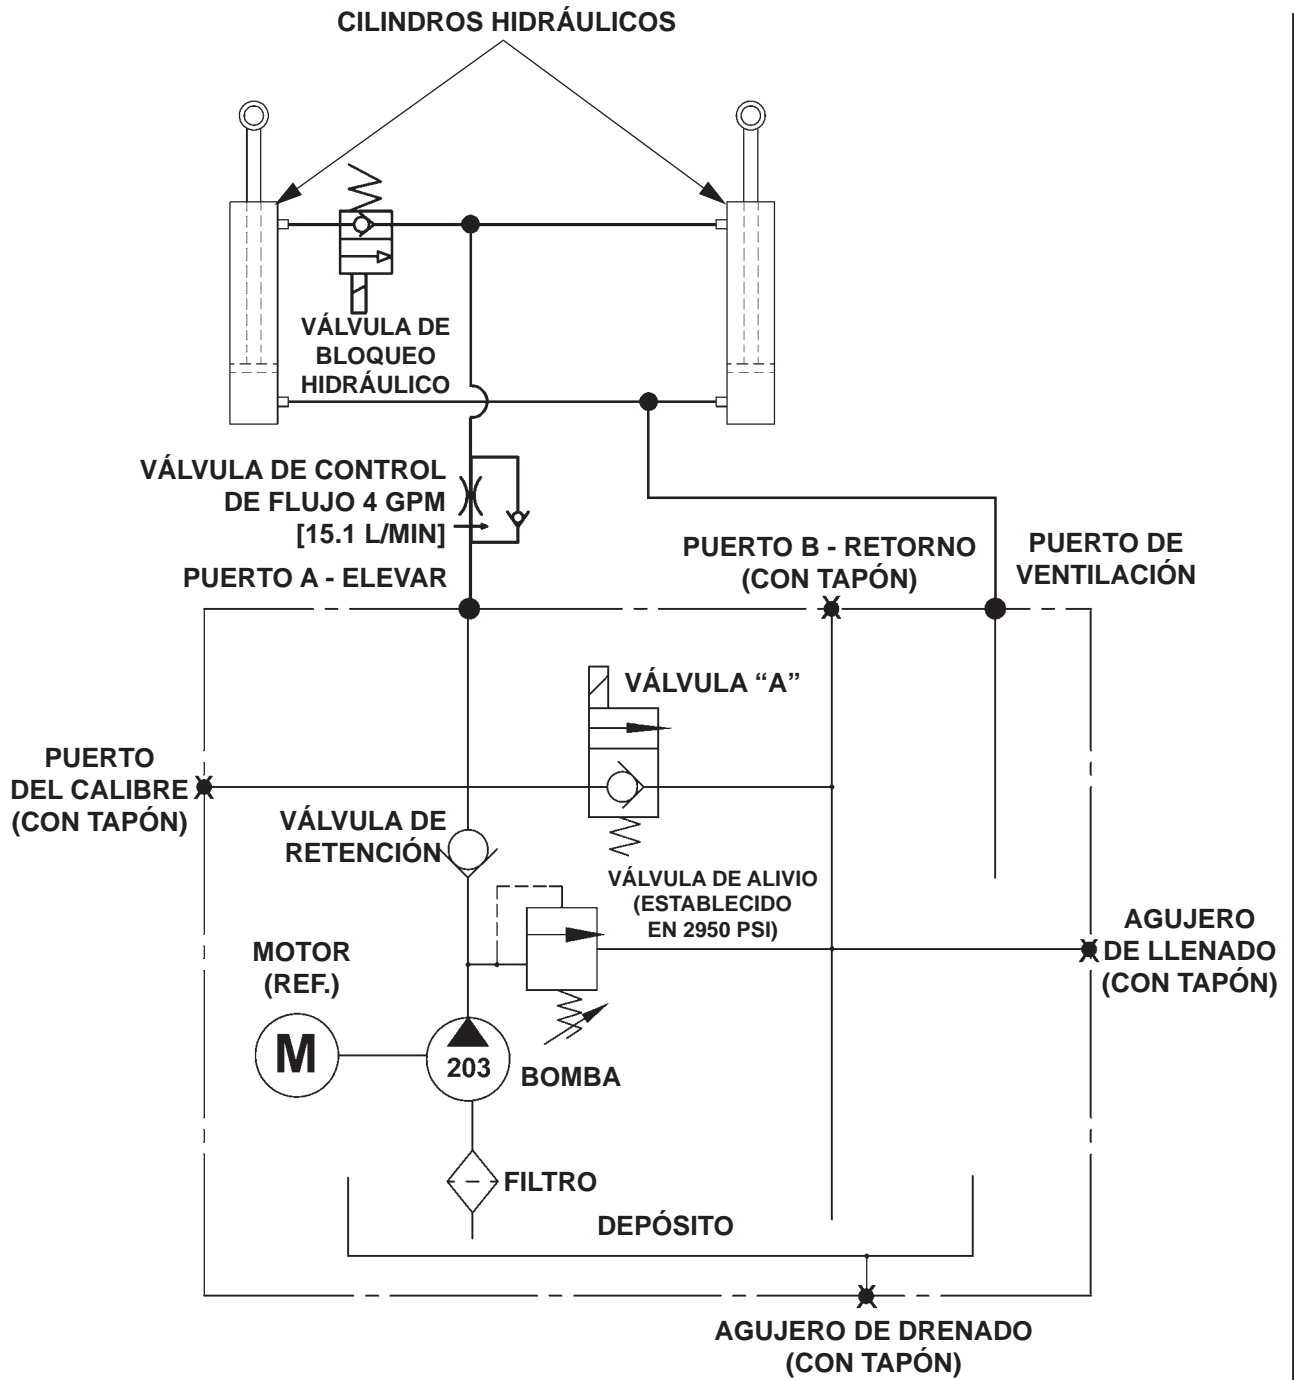 CILINDROS HIDRÁULICOS
VÁLVULA DE
BLOQUEO
HIDRÁULICO
VÁLVULA DE CONTROL
DE FLUJO 4 GPM
[15.1 L/MIN]
PUERTO A - ELEVAR
PUERTO B - RETORNO
(CON TAPÓN)
PUERTO DE
VENTILACIÓN
VÁLVULA “A”
PUERTO
DEL CALIBRE
(CON TAPÓN)
VÁLVULA DE
RETENCIÓN
VÁLVULA DE ALIVIO
(ESTABLECIDO
EN 2950 PSI)
AGUJERO
DE LLENADO
(CON TAPÓN)
MOTOR
(REF.)
M
203
BOMBA
FILTRO
DEPÓSITO
AGUJERO DE DRENADO
(CON TAPÓN)